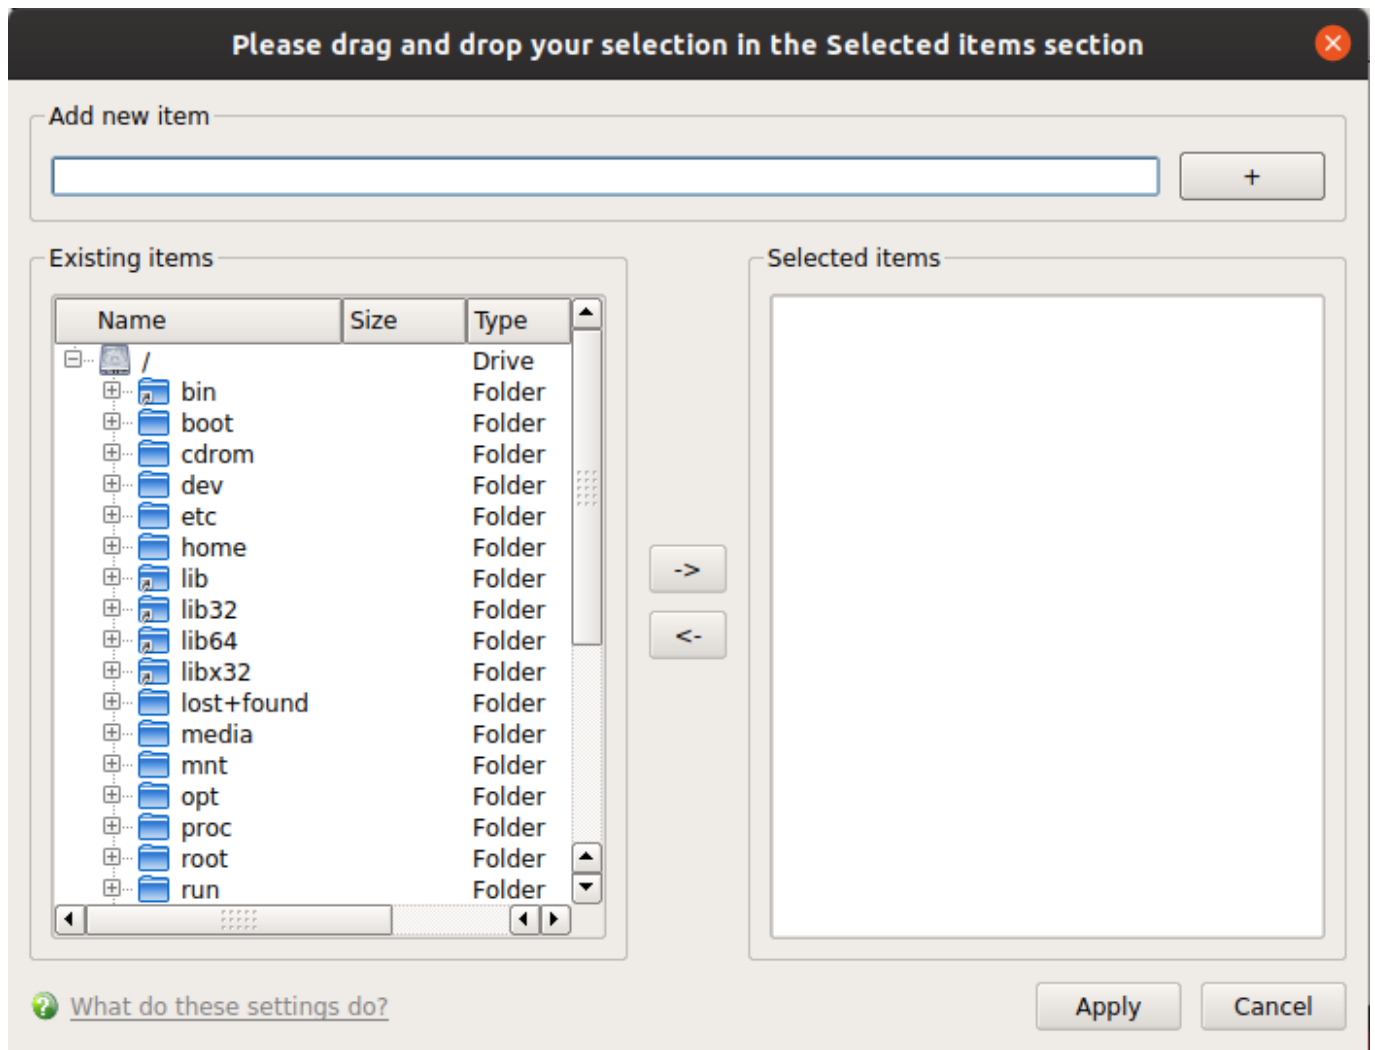 Please drag and drop your selection in the Selected items section
Add new item
+
Existing items
Name Size Type
/ Drive
bin Folder
boot Folder
cdrom Folder
dev Folder
etc Folder
home Folder
lib Folder
lib32 Folder
lib64 Folder
libx32 Folder
lost+found Folder
media Folder
mnt Folder
opt Folder
proc Folder
root Folder
run Folder
->
<-
Selected items
What do these settings do?
Apply
Cancel